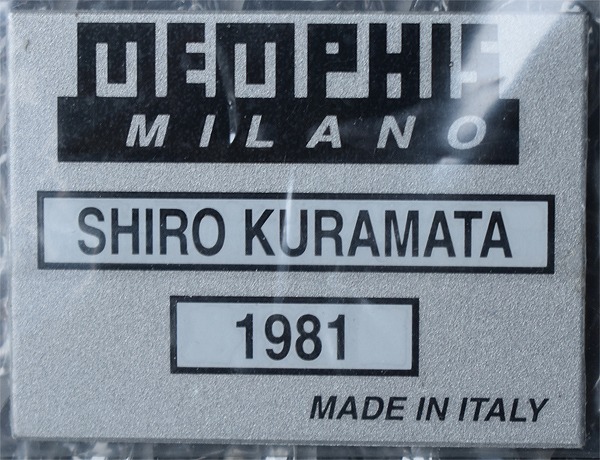 MEMPHIS
MILANO
SHIRO KURAMATA
1981
MADE IN ITALY